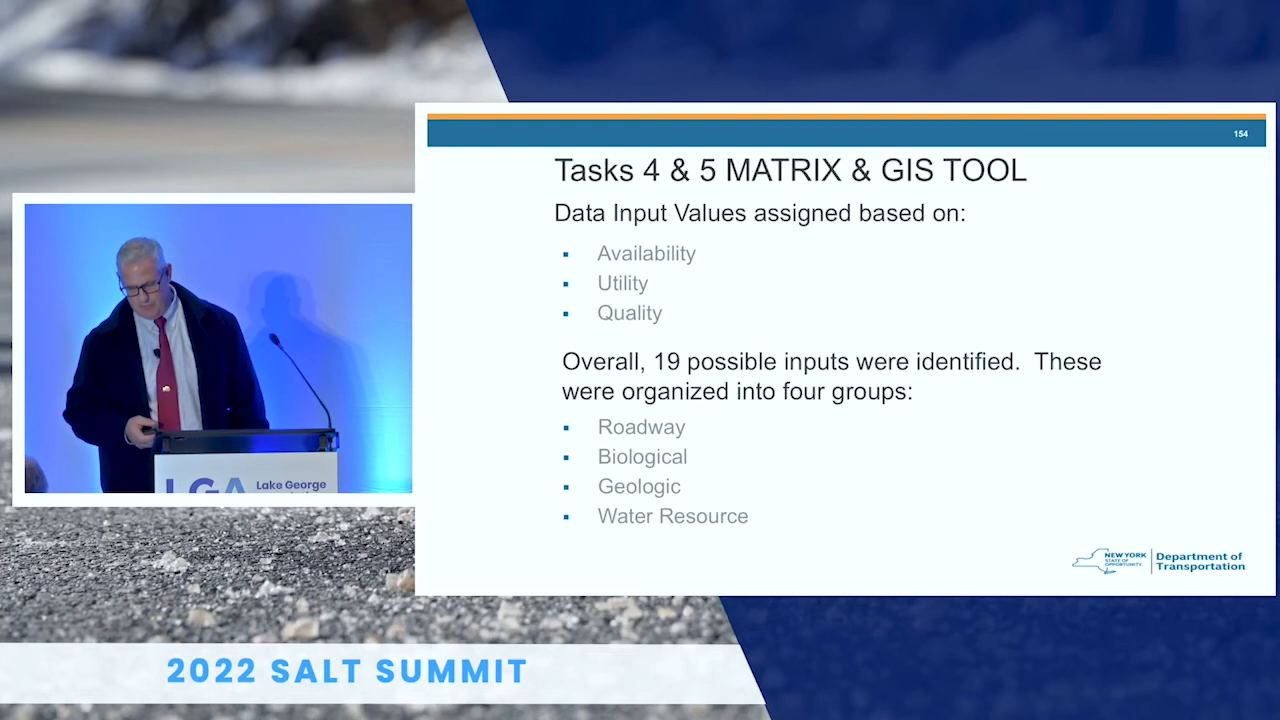 154
Tasks 4 & 5 MATRIX & GIS TOOL
Data Input Values assigned based on:
Availability
Utility
Quality
Overall, 19 possible inputs were identified. These
were organized into four groups:
Roadway
Biological
Geologic
Water Resource
NEW YORK
STATE OF
OPPORTUNITY.
Department of
Transportation
LGA
Lake George
2022 SALT SUMMIT